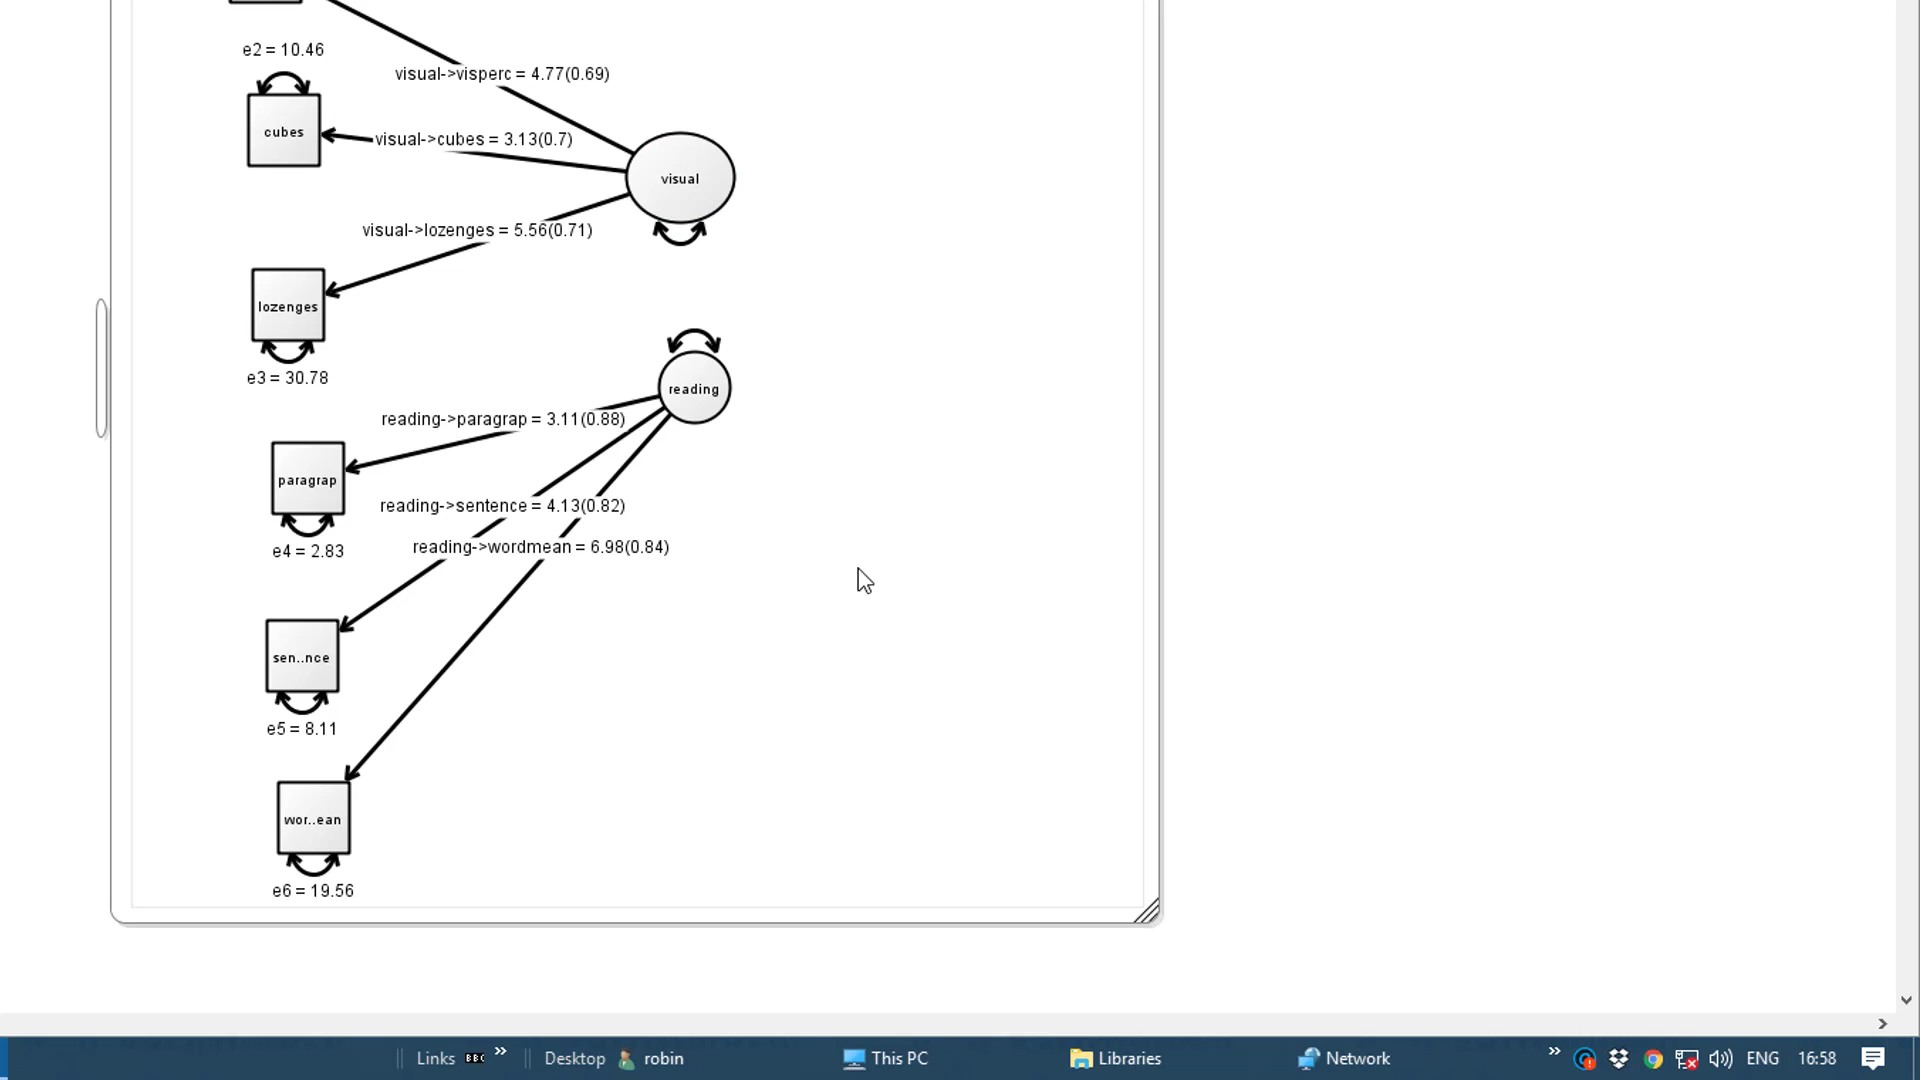 e2 = 10.46
visual->visperc = 4.77(0.69)
cubes
visual->cubes = 3.13(0.7)
visual
visual->lozenges = 5.56(0.71)
lozenges
e3 = 30.78
reading
reading->paragrap = 3.11(0.88)
paragrap
reading->sentence = 4.13(0.82)
e4 = 2.83
reading->wordmean = 6.98(0.84)
sen..nce
e5 = 8.11
wor..ean
e6 = 19.56
Links BBC » Desktop robin This PC Libraries Network » ENG 16:58